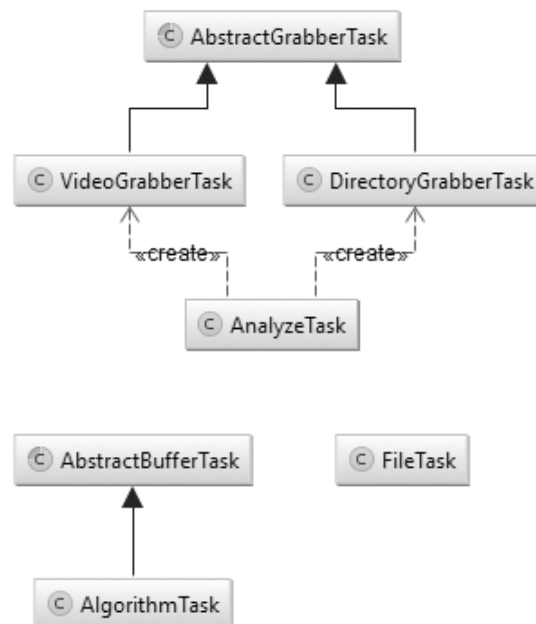 C AbstractGrabberTask
C VideoGrabberTask
C DirectoryGrabberTask
«create»
«create»
C AnalyzeTask
C AbstractBufferTask
C FileTask
C AlgorithmTask